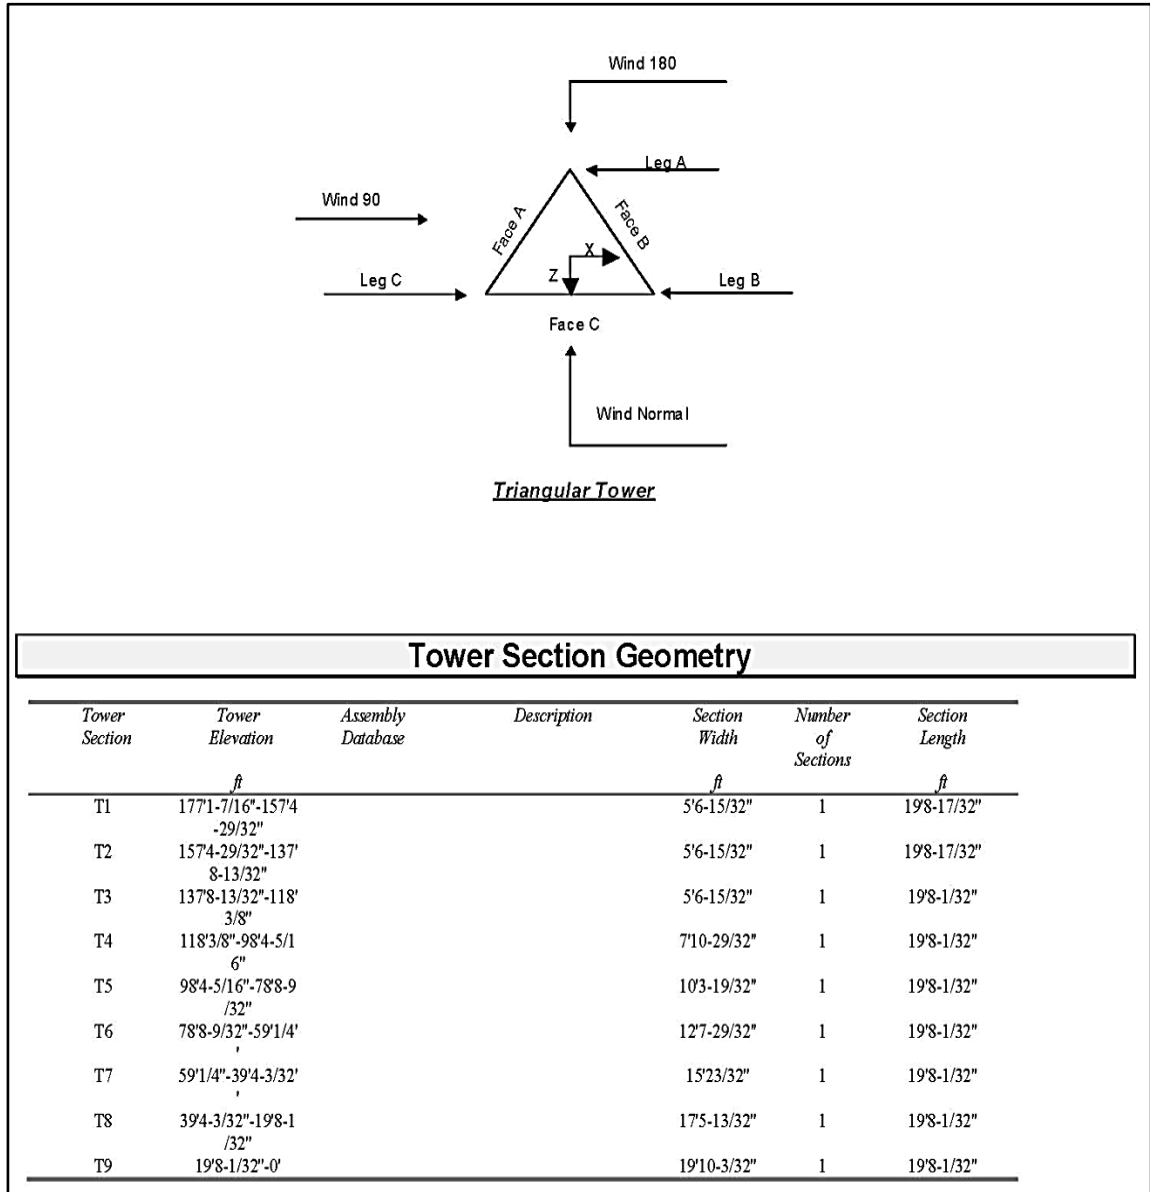 Wind 180
Leg A
Wind 90
Face A
Face B
X
Z
Leg C
Leg B
Face C
Wind Normal
Triangular Tower
Tower Section Geometry
Tower Tower Assembly Description Section Number Section
Section Elevation Database Width of Length
Sections
ft ft ft
T1 177'1-7/16"-157'4 5'6-15/32" 1 19'8-17/32"
-29/32"
T2 157'4-29/32"-137' 5'6-15/32" 1 19'8-17/32"
8-13/32"
T3 137'8-13/32"-118' 5'6-15/32" 1 19'8-1/32"
3/8"
T4 118'3/8"-98'4-5/1 7'10-29/32" 1 19'8-1/32"
6"
T5 98'4-5/16"-78'8-9 10'3-19/32" 1 19'8-1/32"
/32"
T6 78'8-9/32"-59'1/4' 12'7-29/32" 1 19'8-1/32"
'
T7 59'1/4"-39'4-3/32' 15'23/32" 1 19'8-1/32"
'
T8 39'4-3/32"-19'8-1 17'5-13/32" 1 19'8-1/32"
/32"
T9 19'8-1/32"-0' 19'10-3/32" 1 19'8-1/32"